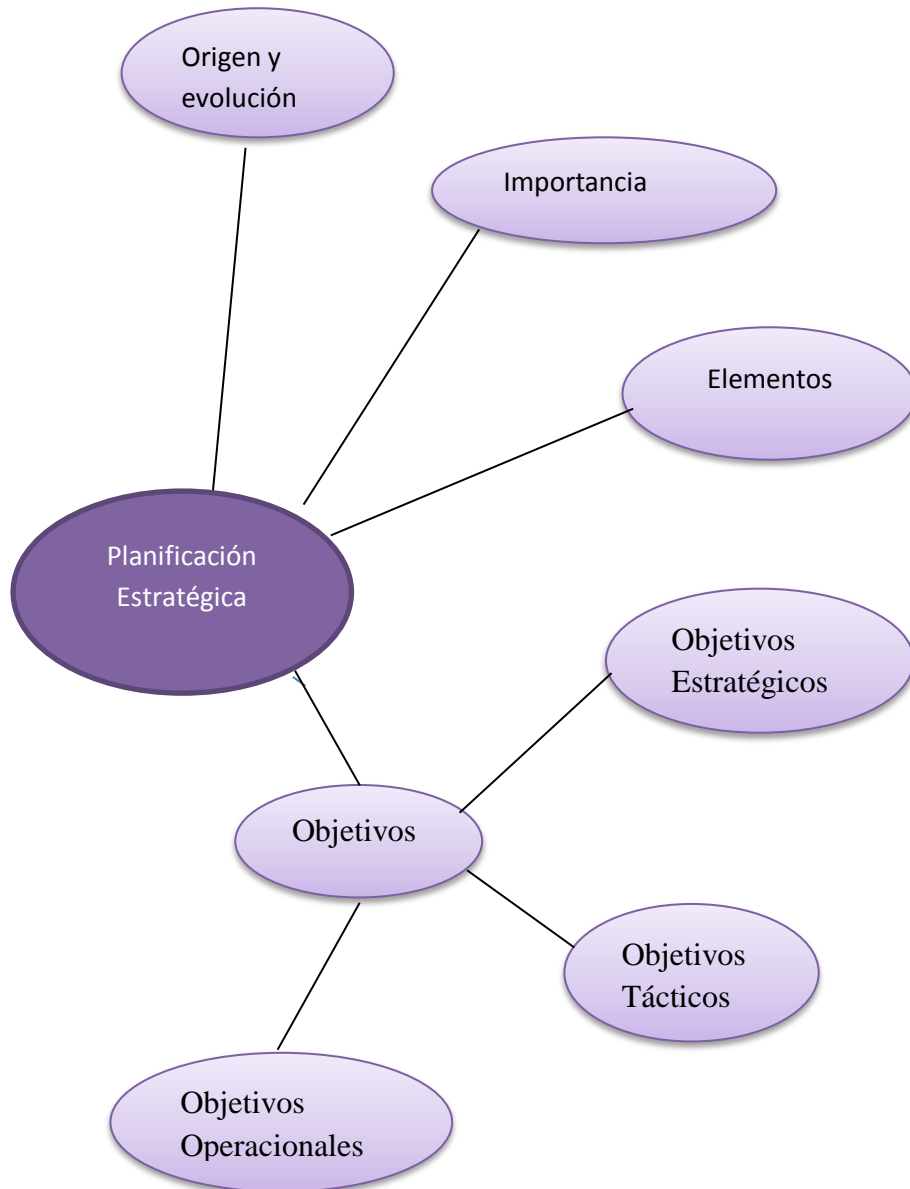 Origen y
evolución
Importancia
Elementos
Planificación
Estratégica
Objetivos
Estratégicos
Objetivos
Objetivos
Tácticos
Objetivos
Operacionales